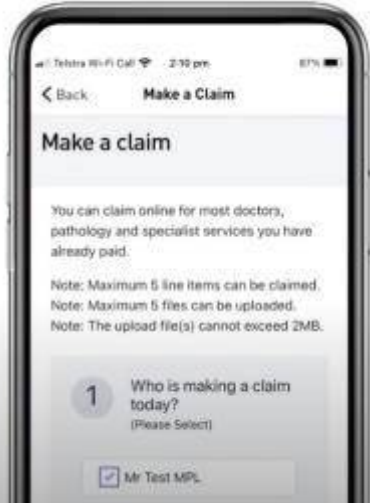 Telstra Wi-Fi Call 2:10 pm 87%
Back Make a Claim
Make a claim
You can claim online for most doctors,
pathology and specialist services you have
already paid.
Note: Maximum 5 line items can be claimed.
Note: Maximum 5 files can be uploaded.
Note: The upload file(s) cannot exceed 2MB.
1 Who is making a claim
today?
(Please Select)
Mr Test MPL